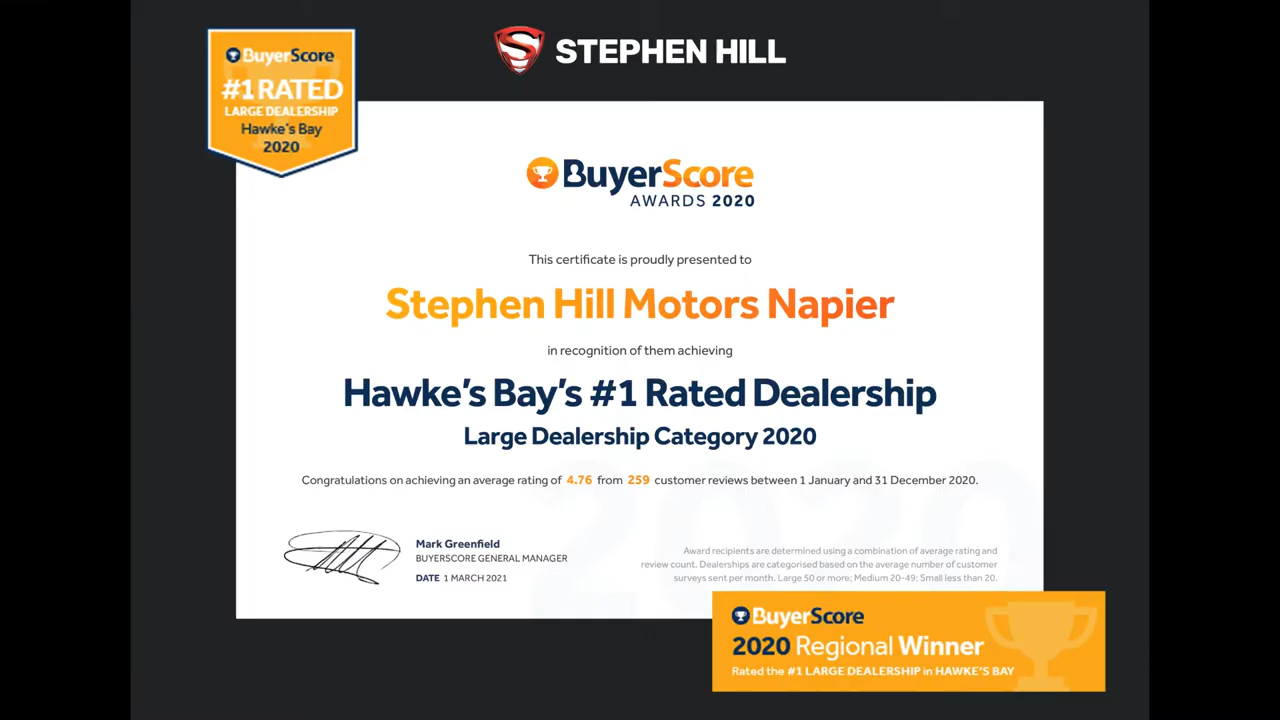 BuyerScore
#1 RATED
LARGE DEALERSHIP
Hawke's Bay
2020
STEPHEN HILL
BuyerScore
AWARDS 2020
This certificate is proudly presented to
Stephen Hill Motors Napier
in recognition of them achieving
Hawke's Bay's #1 Rated Dealership
Large Dealership Category 2020
Congratulations on achieving an average rating of 4.76 from 259 customer reviews between 1 January and 31 December 2020.
2020
Mark Greenfield
BUYERSCORE GENERAL MANAGER
DATE 1 MARCH 2021
Award recipients are determined using a combination of average rating and
review count. Dealerships are categorised based on the average number of customer
surveys sent per month. Large 50 or more; Medium 20-49; Small less than 20.
BuyerScore
2020 Regional Winner
Rated the #1 LARGE DEALERSHIP in HAWKE'S BAY